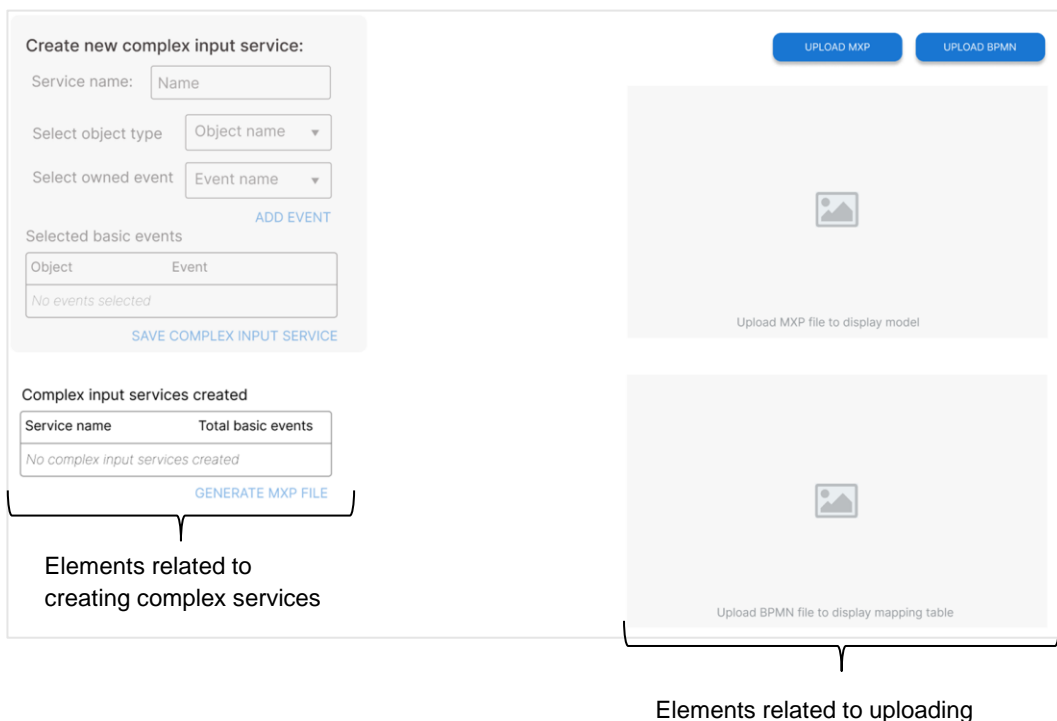 Create new complex input service:
Service name: Name
Select object type Object name
Select owned event Event name
ADD EVENT
Selected basic events
Object Event
No events selected
SAVE COMPLEX INPUT SERVICE
Complex input services created
Service name Total basic events
No complex input services created
GENERATE MXP FILE
Elements related to
creating complex services
UPLOAD MXP UPLOAD BPMN
Upload MXP file to display model
Upload BPMN file to display mapping table
Elements related to uploading